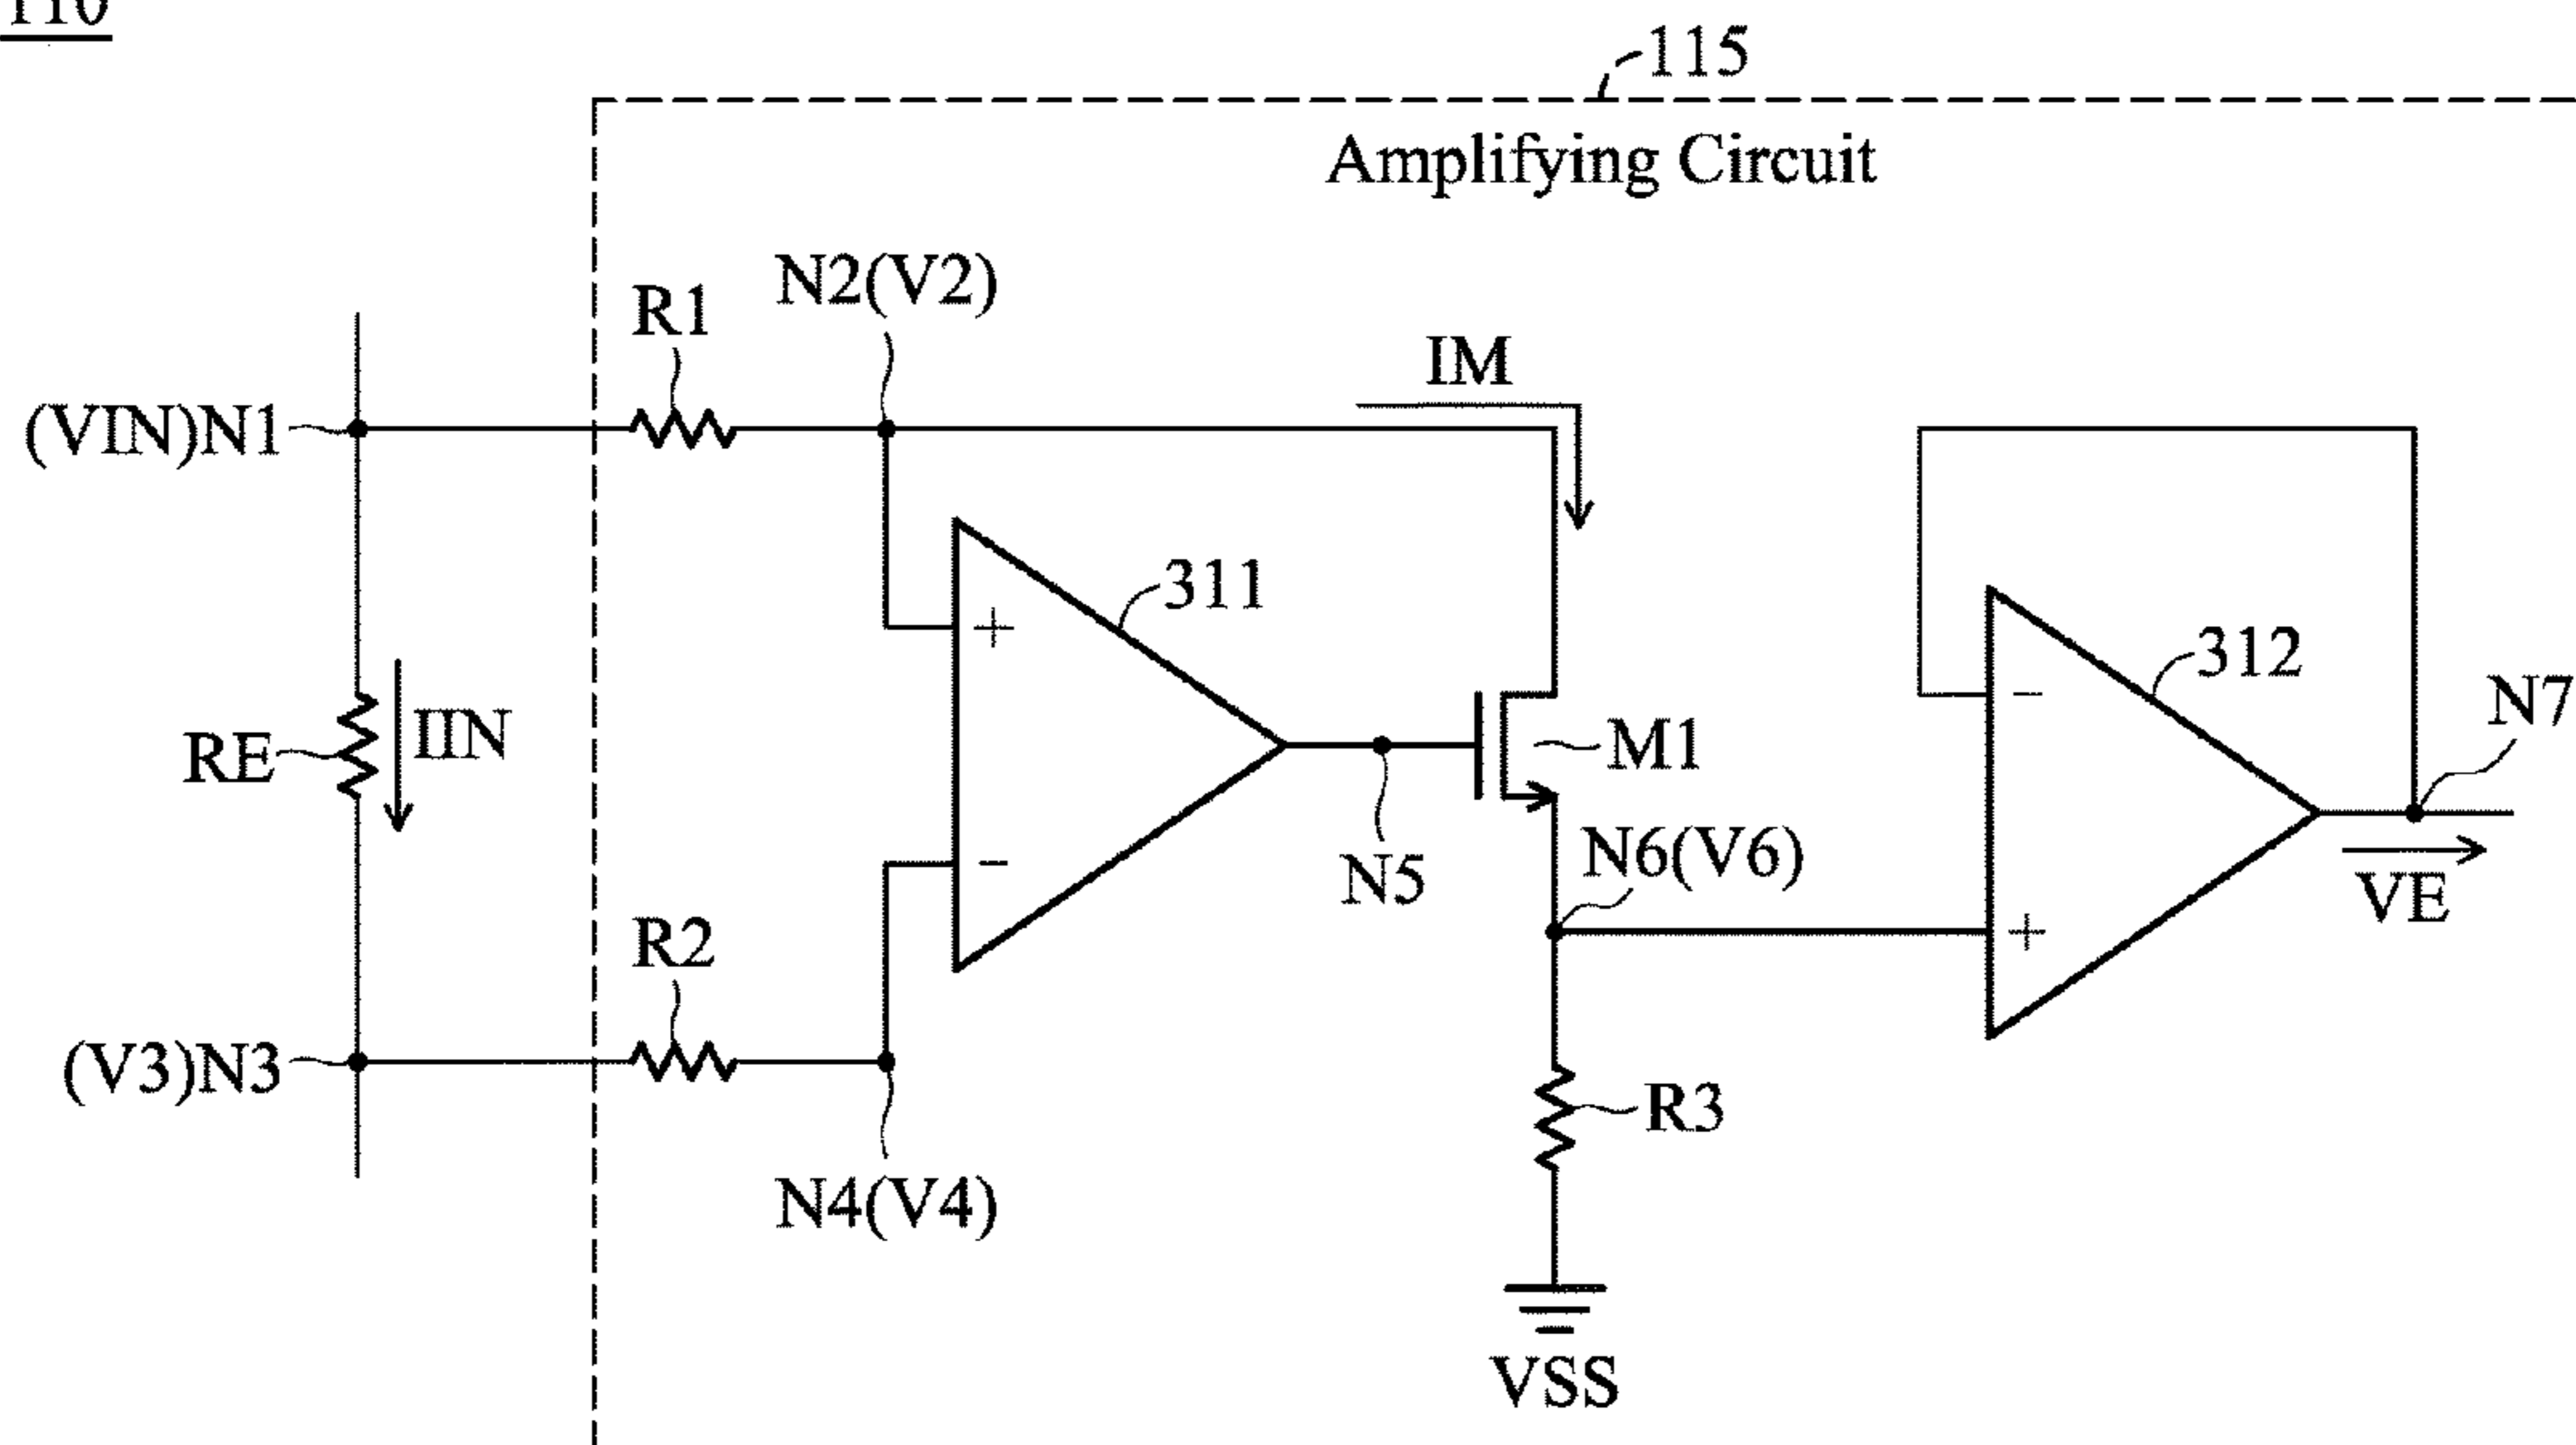 110
115
Amplifying Circuit
N2(V2)
R1
IM
(VIN)N1
311
312
N7
RE
IIN
M1
N5
N6(V6)
VE
R2
(V3)N3
R3
N4(V4)
VSS
+
-
-
+